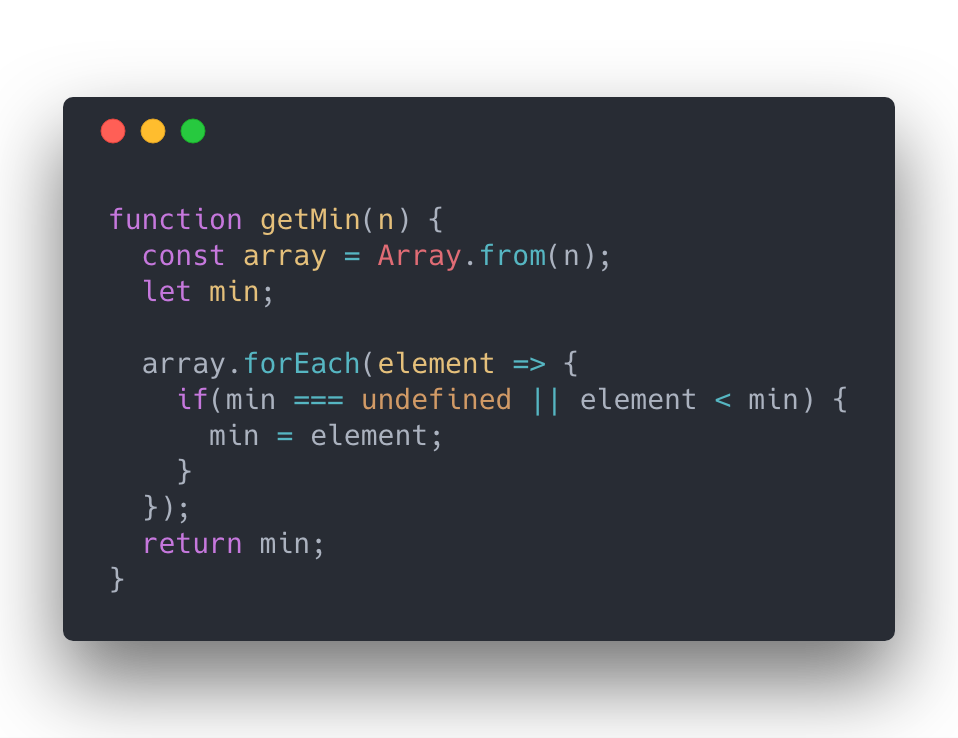 function getMin(n) {
  const array = Array.from(n);
  let min;

  array.forEach(element => {
    if(min === undefined || element < min) {
      min = element;
    }
  });
  return min;
}